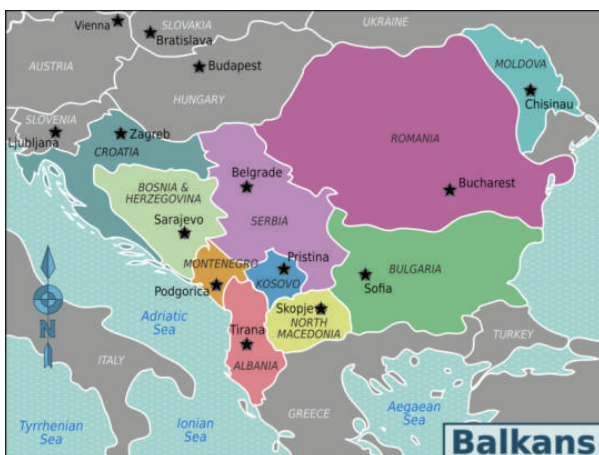 Vienna
SLOVAKIA
Bratislava
UKRAINE
AUSTRIA
Budapest
MOLDOVA
Chisinau
HUNGARY
SLOVENIA
Ljubljana
Zagreb
CROATIA
ROMANIA
BOSNIA &
HERZEGOVINA
Belgrade
Bucharest
Sarajevo
SERBIA
MONTENEGRO
Pristina
KOSOVO
BULGARIA
Sofia
Podgorica
Skopje
NORTH
MACEDONIA
Adriatic
Sea
N
Tirana
TURKEY
ITALY
ALBANIA
GREECE
Aegaean
Sea
Tyrrhenian
Sea
Ionian
Sea
Balkans